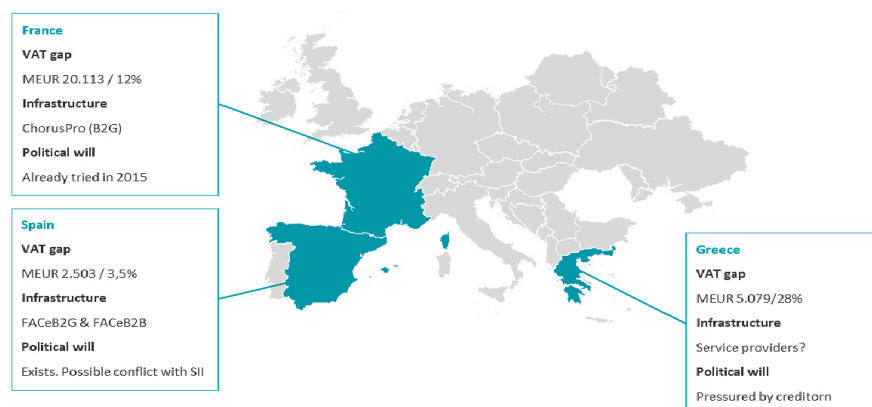 France
VAT gap
MEUR 20.113 / 12%
Infrastructure
ChorusPro (B2G)
Political will
Already tried in 2015
Spain
VAT gap
MEUR 2.503 / 3,5%
Infrastructure
FACeB2G & FACeB2B
Political will
Exists. Possible conflict with SII
Greece
VAT gap
MEUR 5.079/28%
Infrastructure
Service providers?
Political will
Pressured by creditorn